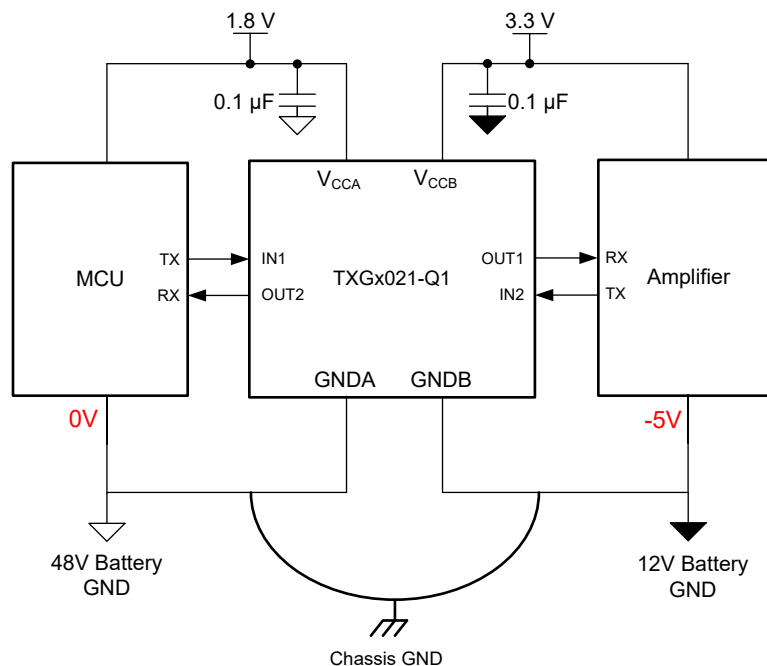 1.8 V
3.3 V
0.1 µF
0.1 µF
VCCA
VCCB
MCU
TX
RX
IN1
OUT2
TXGx021-Q1
OUT1
IN2
RX
TX
Amplifier
GNDA
GNDB
0V
-5V
48V Battery
GND
12V Battery
GND
Chassis GND